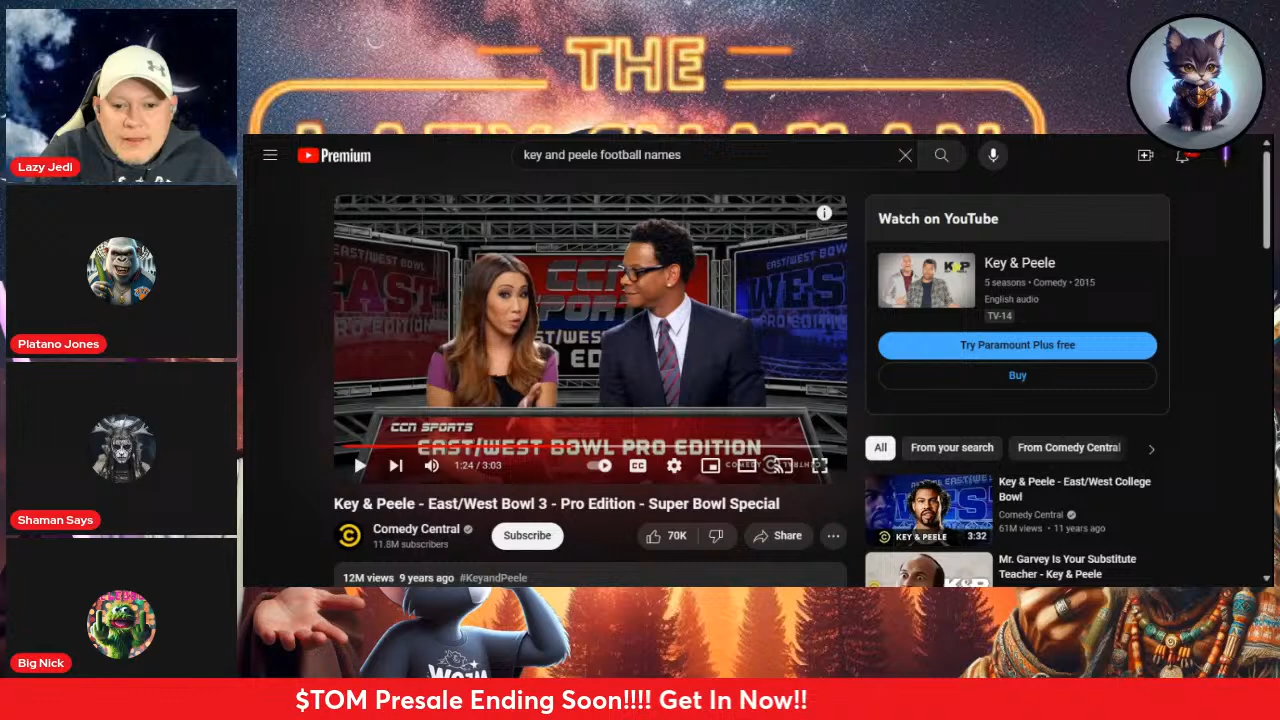 THE
Lazy Jedi
Platano Jones
Shaman Says
Big Nick
Premium
key and peele football names
CCN SPORTS
EAST/WEST BOWL PRO EDITION
1:24 / 3:03
Key & Peele - East/West Bowl 3 - Pro Edition - Super Bowl Special
Comedy Central
11.8M subscribers
Subscribe
70K
Share
12M views 9 years ago #KeyandPeele
Watch on YouTube
Key & Peele
5 seasons • Comedy • 2015
English audio
TV-14
Try Paramount Plus free
Buy
All
From your search
From Comedy Central
Key & Peele - East/West College
Bowl
Comedy Central
61M views • 11 years ago
KEY & PEELE
3:32
Mr. Garvey Is Your Substitute
Teacher - Key & Peele
$TOM Presale Ending Soon!!!! Get In Now!!